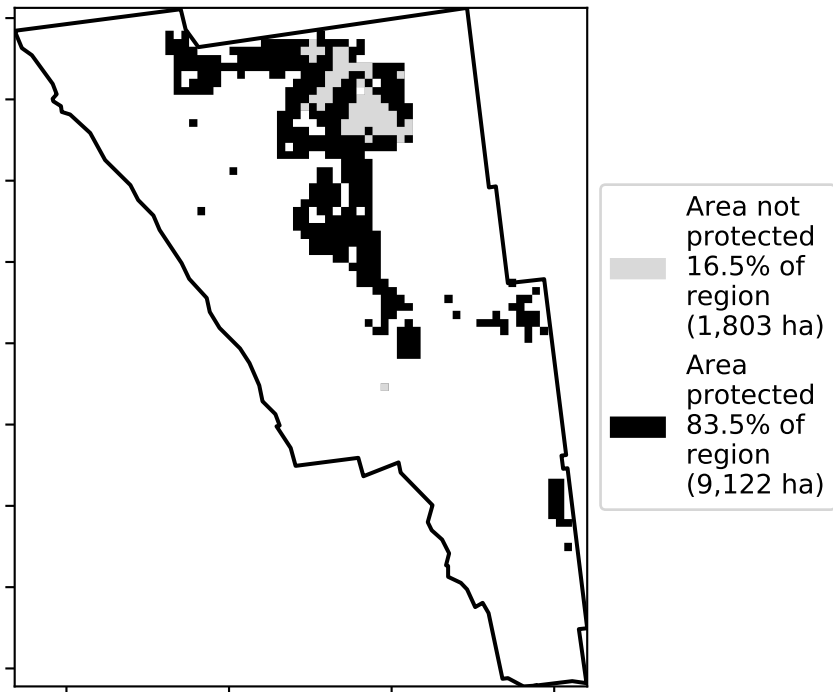 Area not
protected
16.5% of
region
(1,803 ha)
Area
protected
83.5% of
region
(9,122 ha)